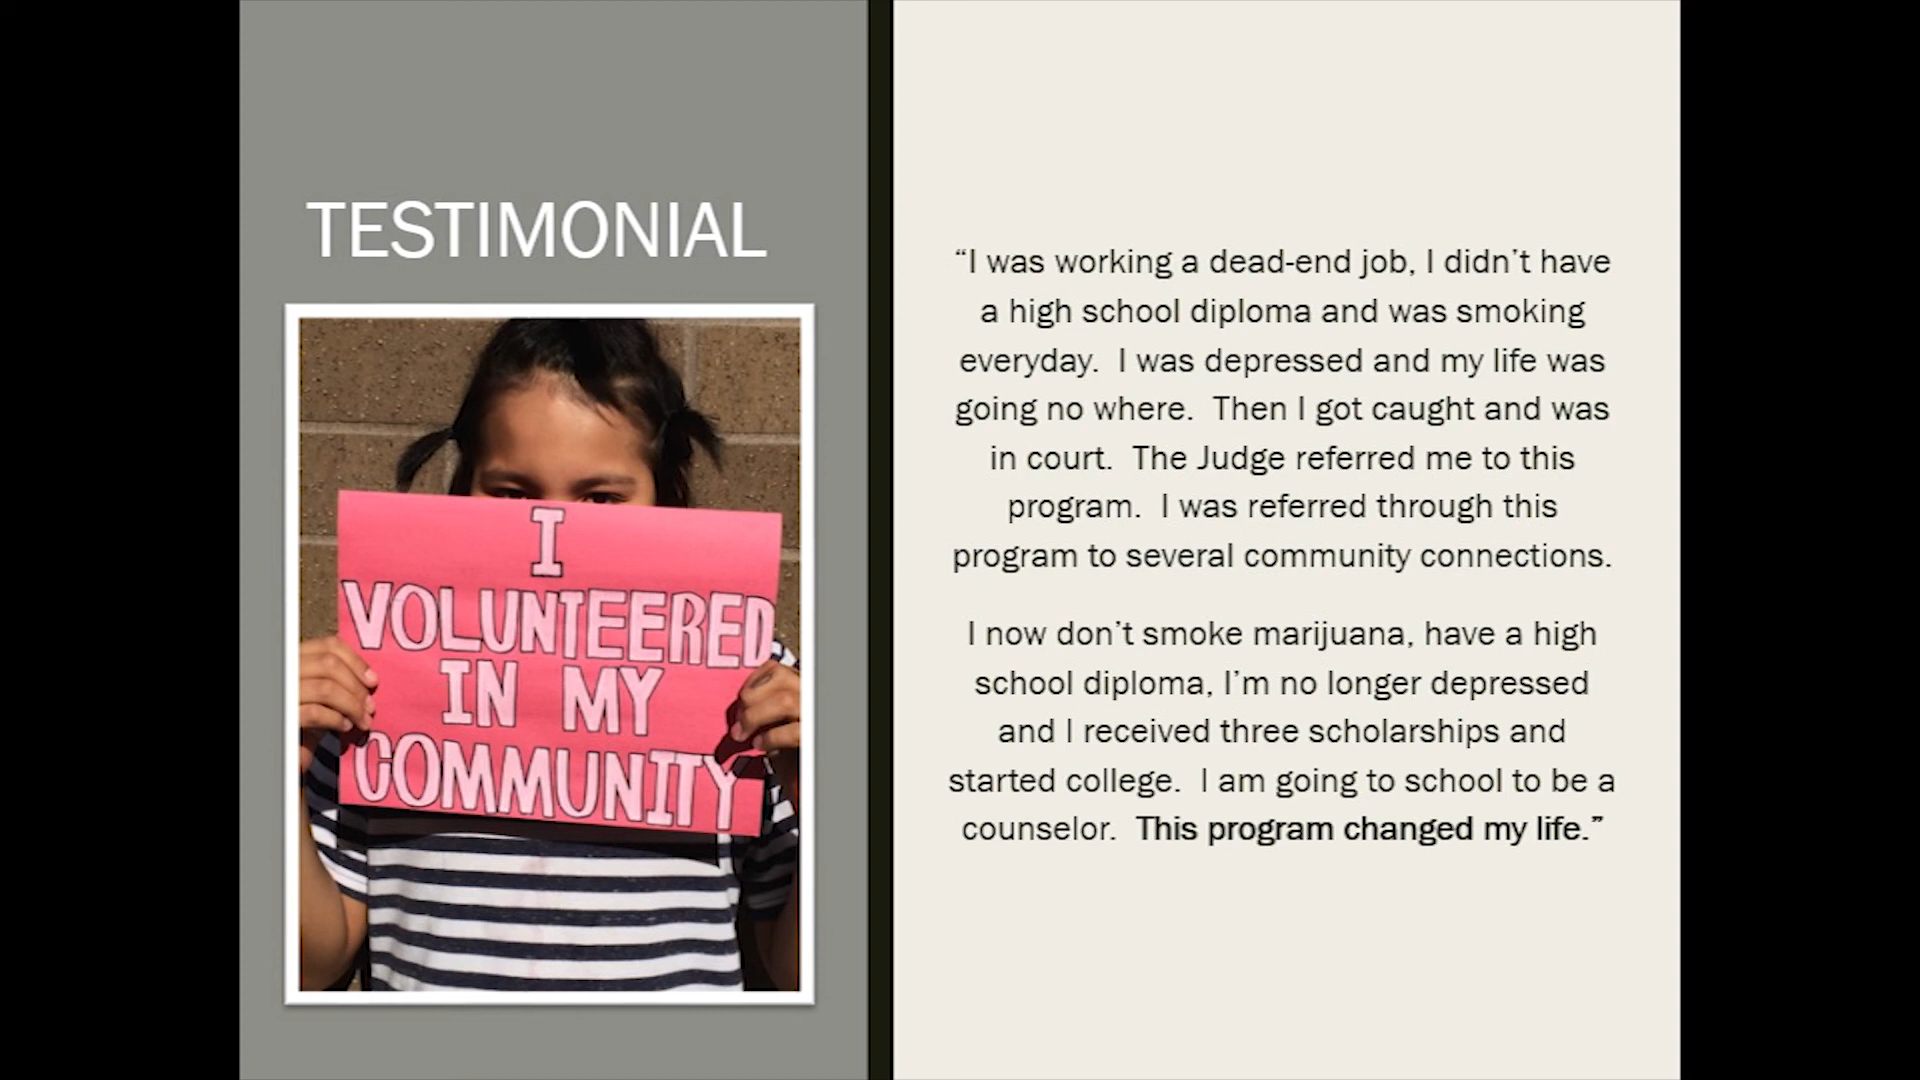 TESTIMONIAL
I
VOLUNTEERED
IN MY
COMMUNITY
“I was working a dead-end job, I didn’t have
a high school diploma and was smoking
everyday.  I was depressed and my life was
going no where.  Then I got caught and was
in court.  The Judge referred me to this
program.  I was referred through this
program to several community connections.
I now don’t smoke marijuana, have a high
school diploma, I’m no longer depressed
and I received three scholarships and
started college.  I am going to school to be a
counselor.  This program changed my life.”